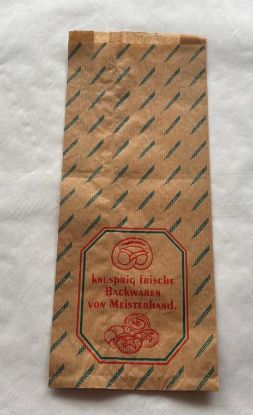 knusprig frische
Backwaren
von Meisterhand.